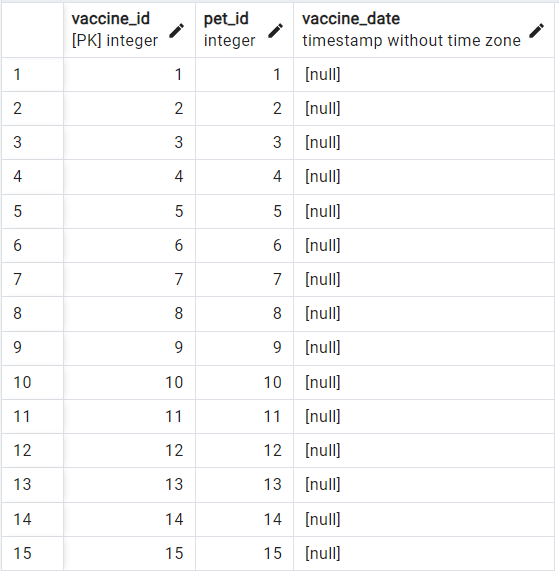 vaccine_id pet_id vaccine_date
[PK] integer integer timestamp without time zone
1 1 1 [null]
2 2 2 [null]
3 3 3 [null]
4 4 4 [null]
5 5 5 [null]
6 6 6 [null]
7 7 7 [null]
8 8 8 [null]
9 9 9 [null]
10 10 10 [null]
11 11 11 [null]
12 12 12 [null]
13 13 13 [null]
14 14 14 [null]
15 15 15 [null]